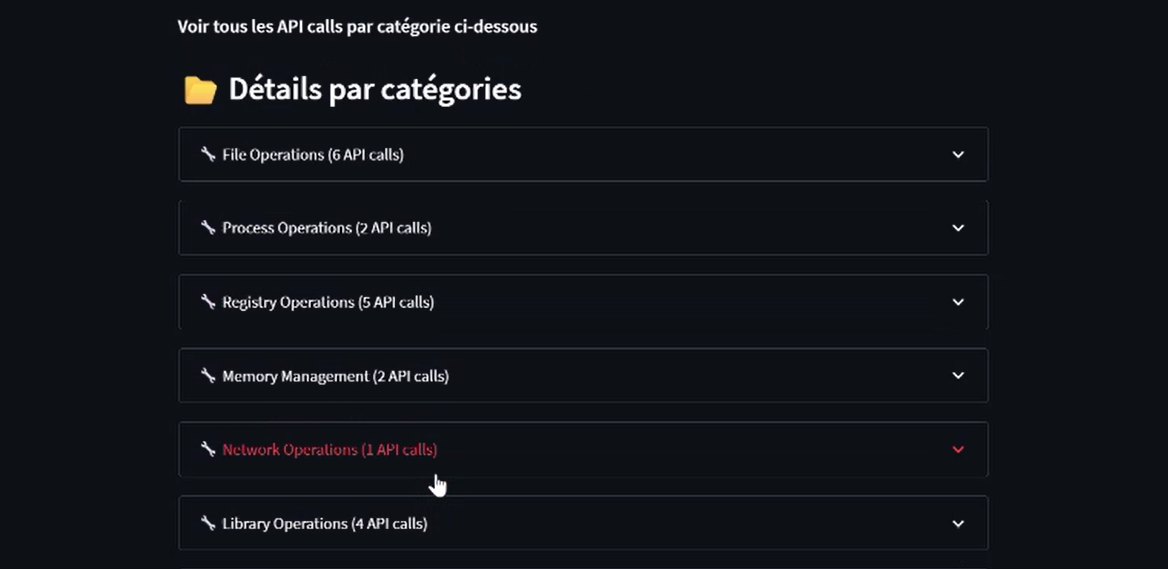 Voir tous les API calls par catégorie ci-dessous
Détails par catégories
File Operations (6 API calls)
Process Operations (2 API calls)
Registry Operations (5 API calls)
Memory Management (2 API calls)
Network Operations (1 API calls)
Library Operations (4 API calls)